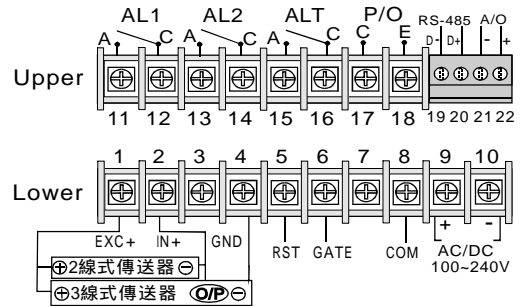 AL1 AL2 ALT P/O RS-485 A/O
A C A C A C C E D- D+ - +
Upper
11 12 13 14 15 16 17 18 19 20 21 22
1 2 3 4 5 6 7 8 9 10
Lower
EXC+ IN+ GND RST GATE COM + -
AC/DC
100~240V
⊕2線式傳送器⊖
⊕3線式傳送器 O/P ⊖